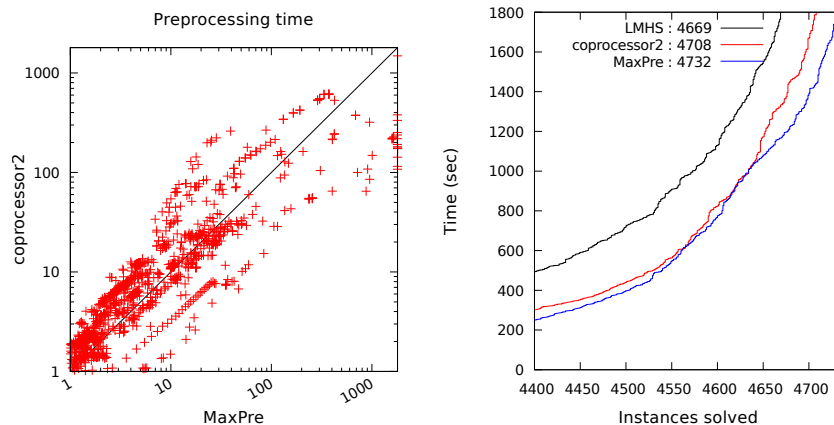 Preprocessing time
coprocessor2
1000
100
10
1
1 10 100 1000
MaxPre
LMHS : 4669
coprocessor2 : 4708
MaxPre : 4732
Time (sec)
1800
1600
1400
1200
1000
800
600
400
200
0
4400 4450 4500 4550 4600 4650 4700
Instances solved